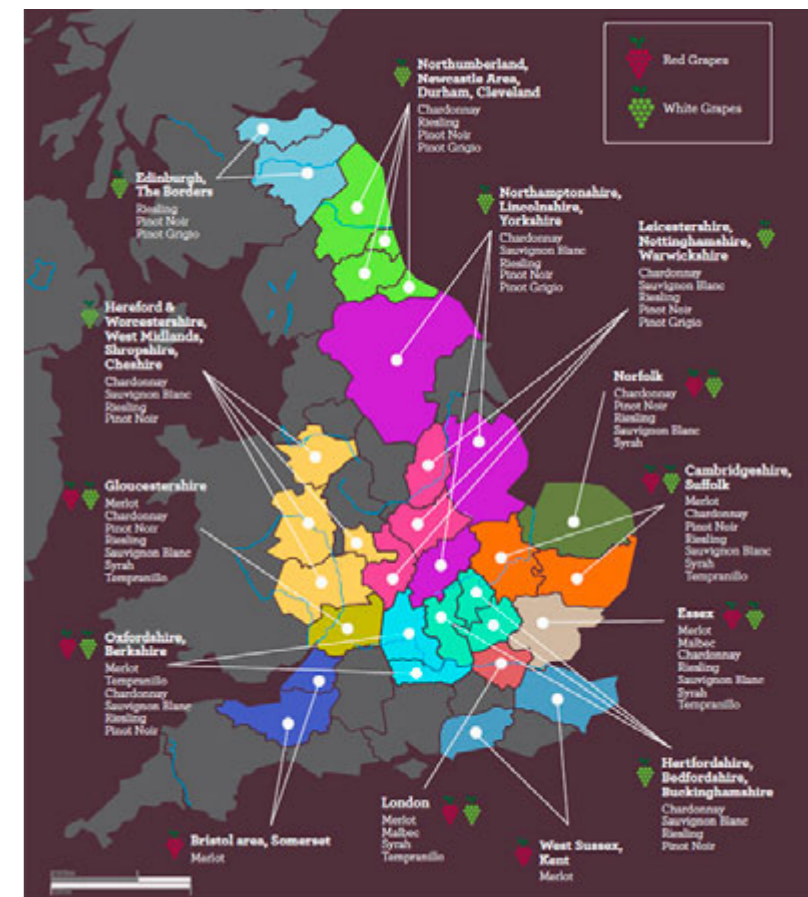 Red Grapes
White Grapes
Northumberland,
Newcastle Area,
Durham, Cleveland
Chardonnay
Riesling
Pinot Noir
Pinot Grigio
Edinburgh,
The Borders
Riesling
Pinot Noir
Pinot Grigio
Northamptonshire,
Lincolnshire,
Yorkshire
Chardonnay
Sauvignon Blanc
Riesling
Pinot Noir
Pinot Grigio
Leicestershire,
Nottinghamshire,
Warwickshire
Chardonnay
Sauvignon Blanc
Riesling
Pinot Noir
Pinot Grigio
Hereford &
Worcestershire,
West Midlands,
Shropshire,
Cheshire
Chardonnay
Sauvignon Blanc
Riesling
Pinot Noir
Norfolk
Chardonnay
Pinot Noir
Riesling
Sauvignon Blanc
Syrah
Gloucestershire
Merlot
Chardonnay
Pinot Noir
Riesling
Sauvignon Blanc
Syrah
Tempranillo
Cambridgeshire,
Suffolk
Merlot
Chardonnay
Pinot Noir
Riesling
Sauvignon Blanc
Syrah
Tempranillo
Oxfordshire,
Berkshire
Merlot
Tempranillo
Chardonnay
Sauvignon Blanc
Riesling
Pinot Noir
Essex
Merlot
Malbec
Chardonnay
Riesling
Sauvignon Blanc
Syrah
Tempranillo
Hertfordshire,
Bedfordshire,
Buckinghamshire
Chardonnay
Sauvignon Blanc
Riesling
Pinot Noir
London
Merlot
Malbec
Syrah
Tempranillo
Bristol area, Somerset
Merlot
West Sussex,
Kent
Merlot